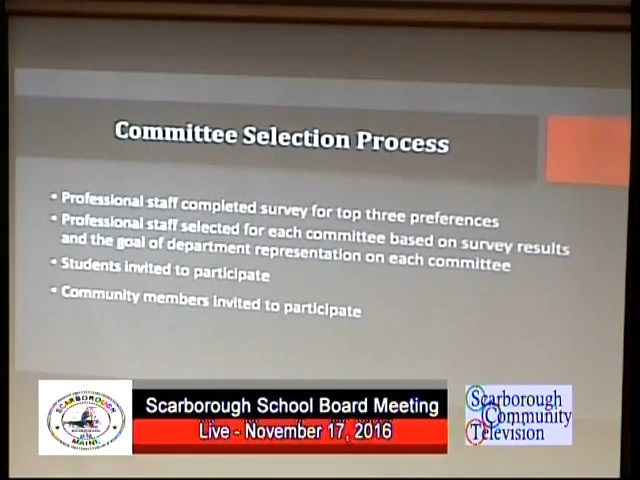 Committee Selection Process
• Professional staff completed survey for top three preferences
• Professional staff selected for each committee based on survey results
and the goal of department representation on each committee
• Students invited to participate
• Community members invited to participate
SCARBOROUGH
MAINE
Scarborough School Board Meeting
Live - November 17, 2016
Scarborough
Community
Television